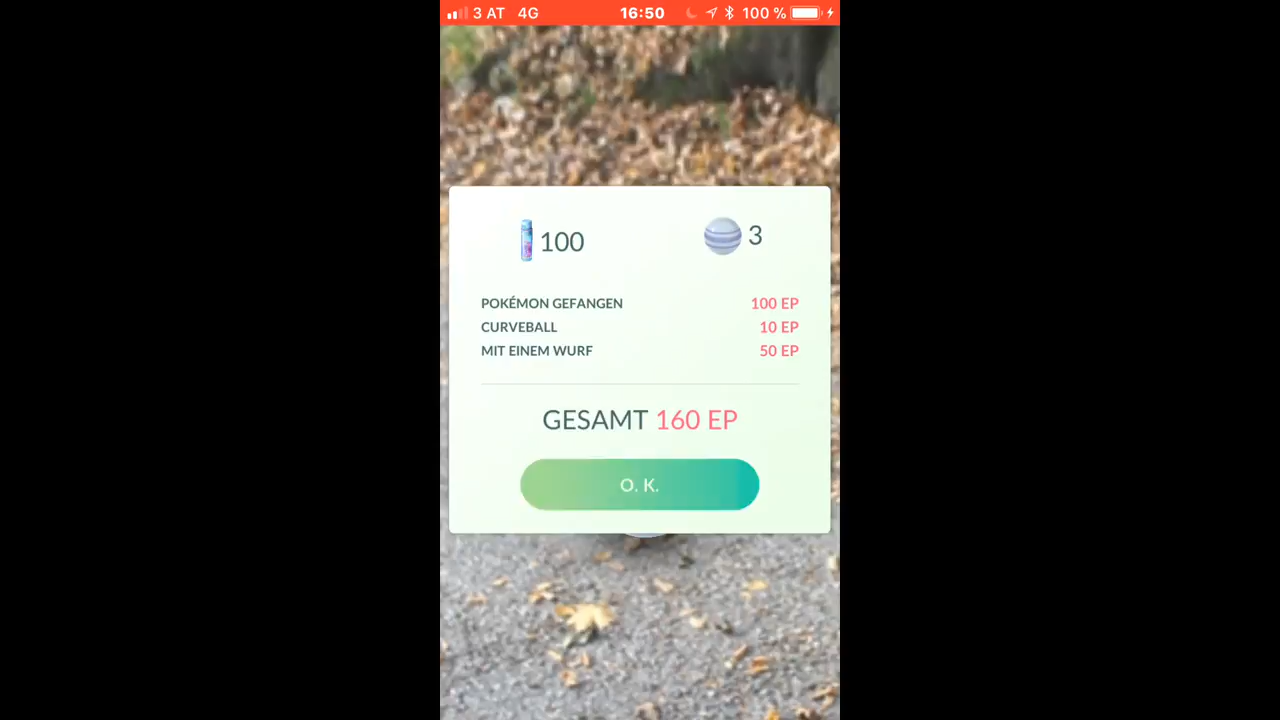 3 AT 4G 16:50 100 %
100 3
POKÉMON GEFANGEN 100 EP
CURVEBALL 10 EP
MIT EINEM WURF 50 EP
GESAMT 160 EP
O. K.